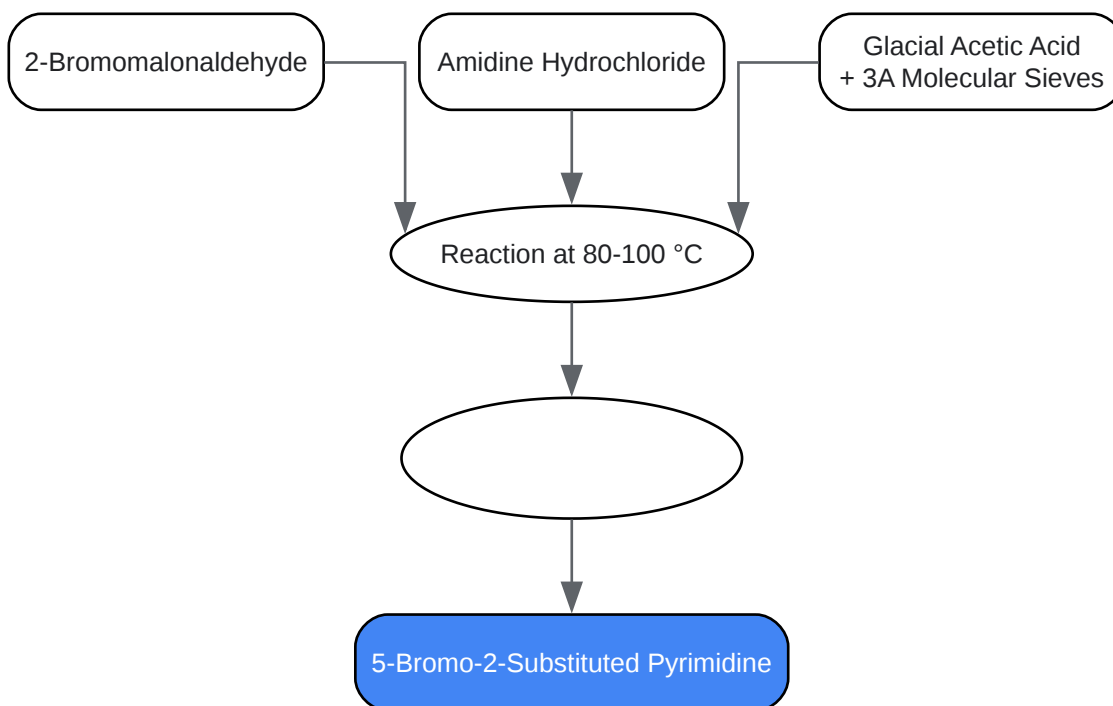 2-Bromomalonaldehyde
Amidine Hydrochloride
Glacial Acetic Acid
+ 3A Molecular Sieves
Reaction at 80-100 °C
5-Bromo-2-Substituted Pyrimidine